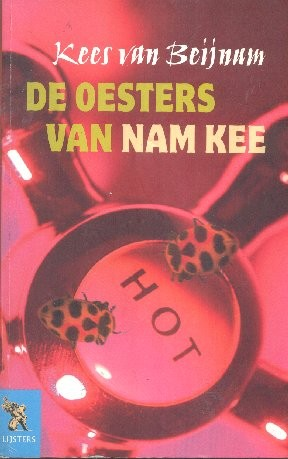 Kees van Beijnum
DE OESTERS
VAN NAM KEE
HOT
LIJSTERS